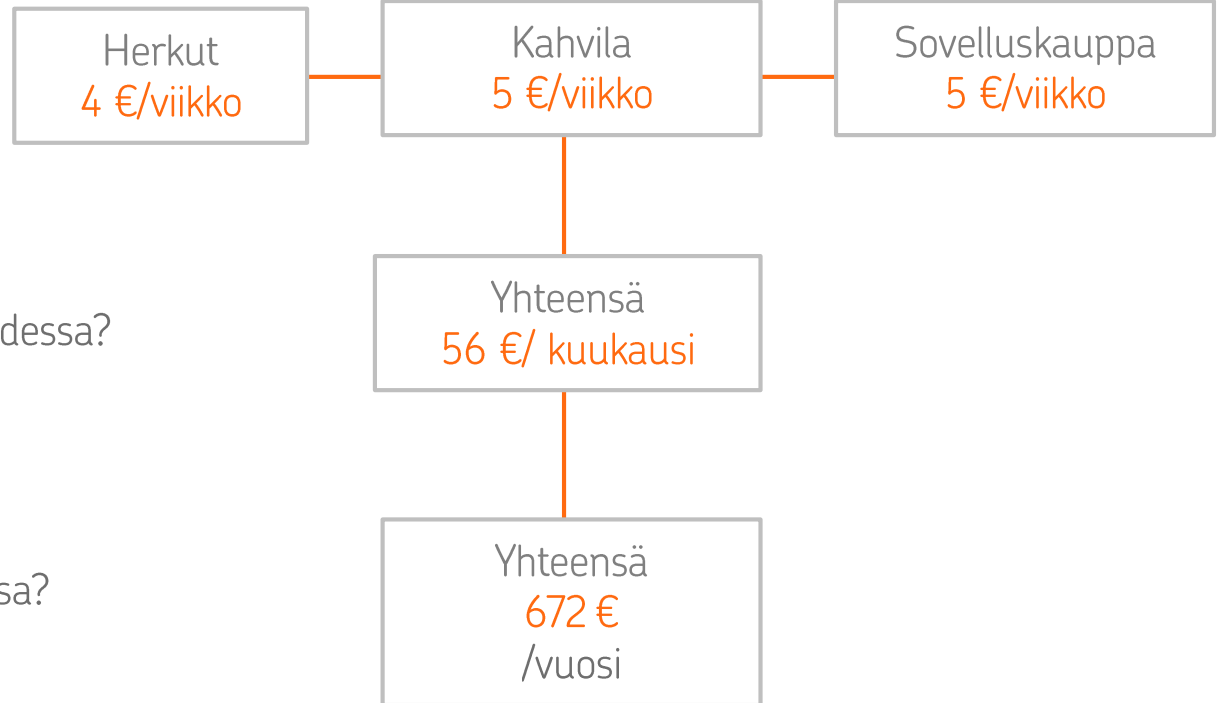 Herkut
4 €/viikko
Kahvila
5 €/viikko
Sovelluskauppa
5 €/viikko
dessa?
Yhteensä
56 €/ kuukausi
sa?
Yhteensä
672 €
/vuosi